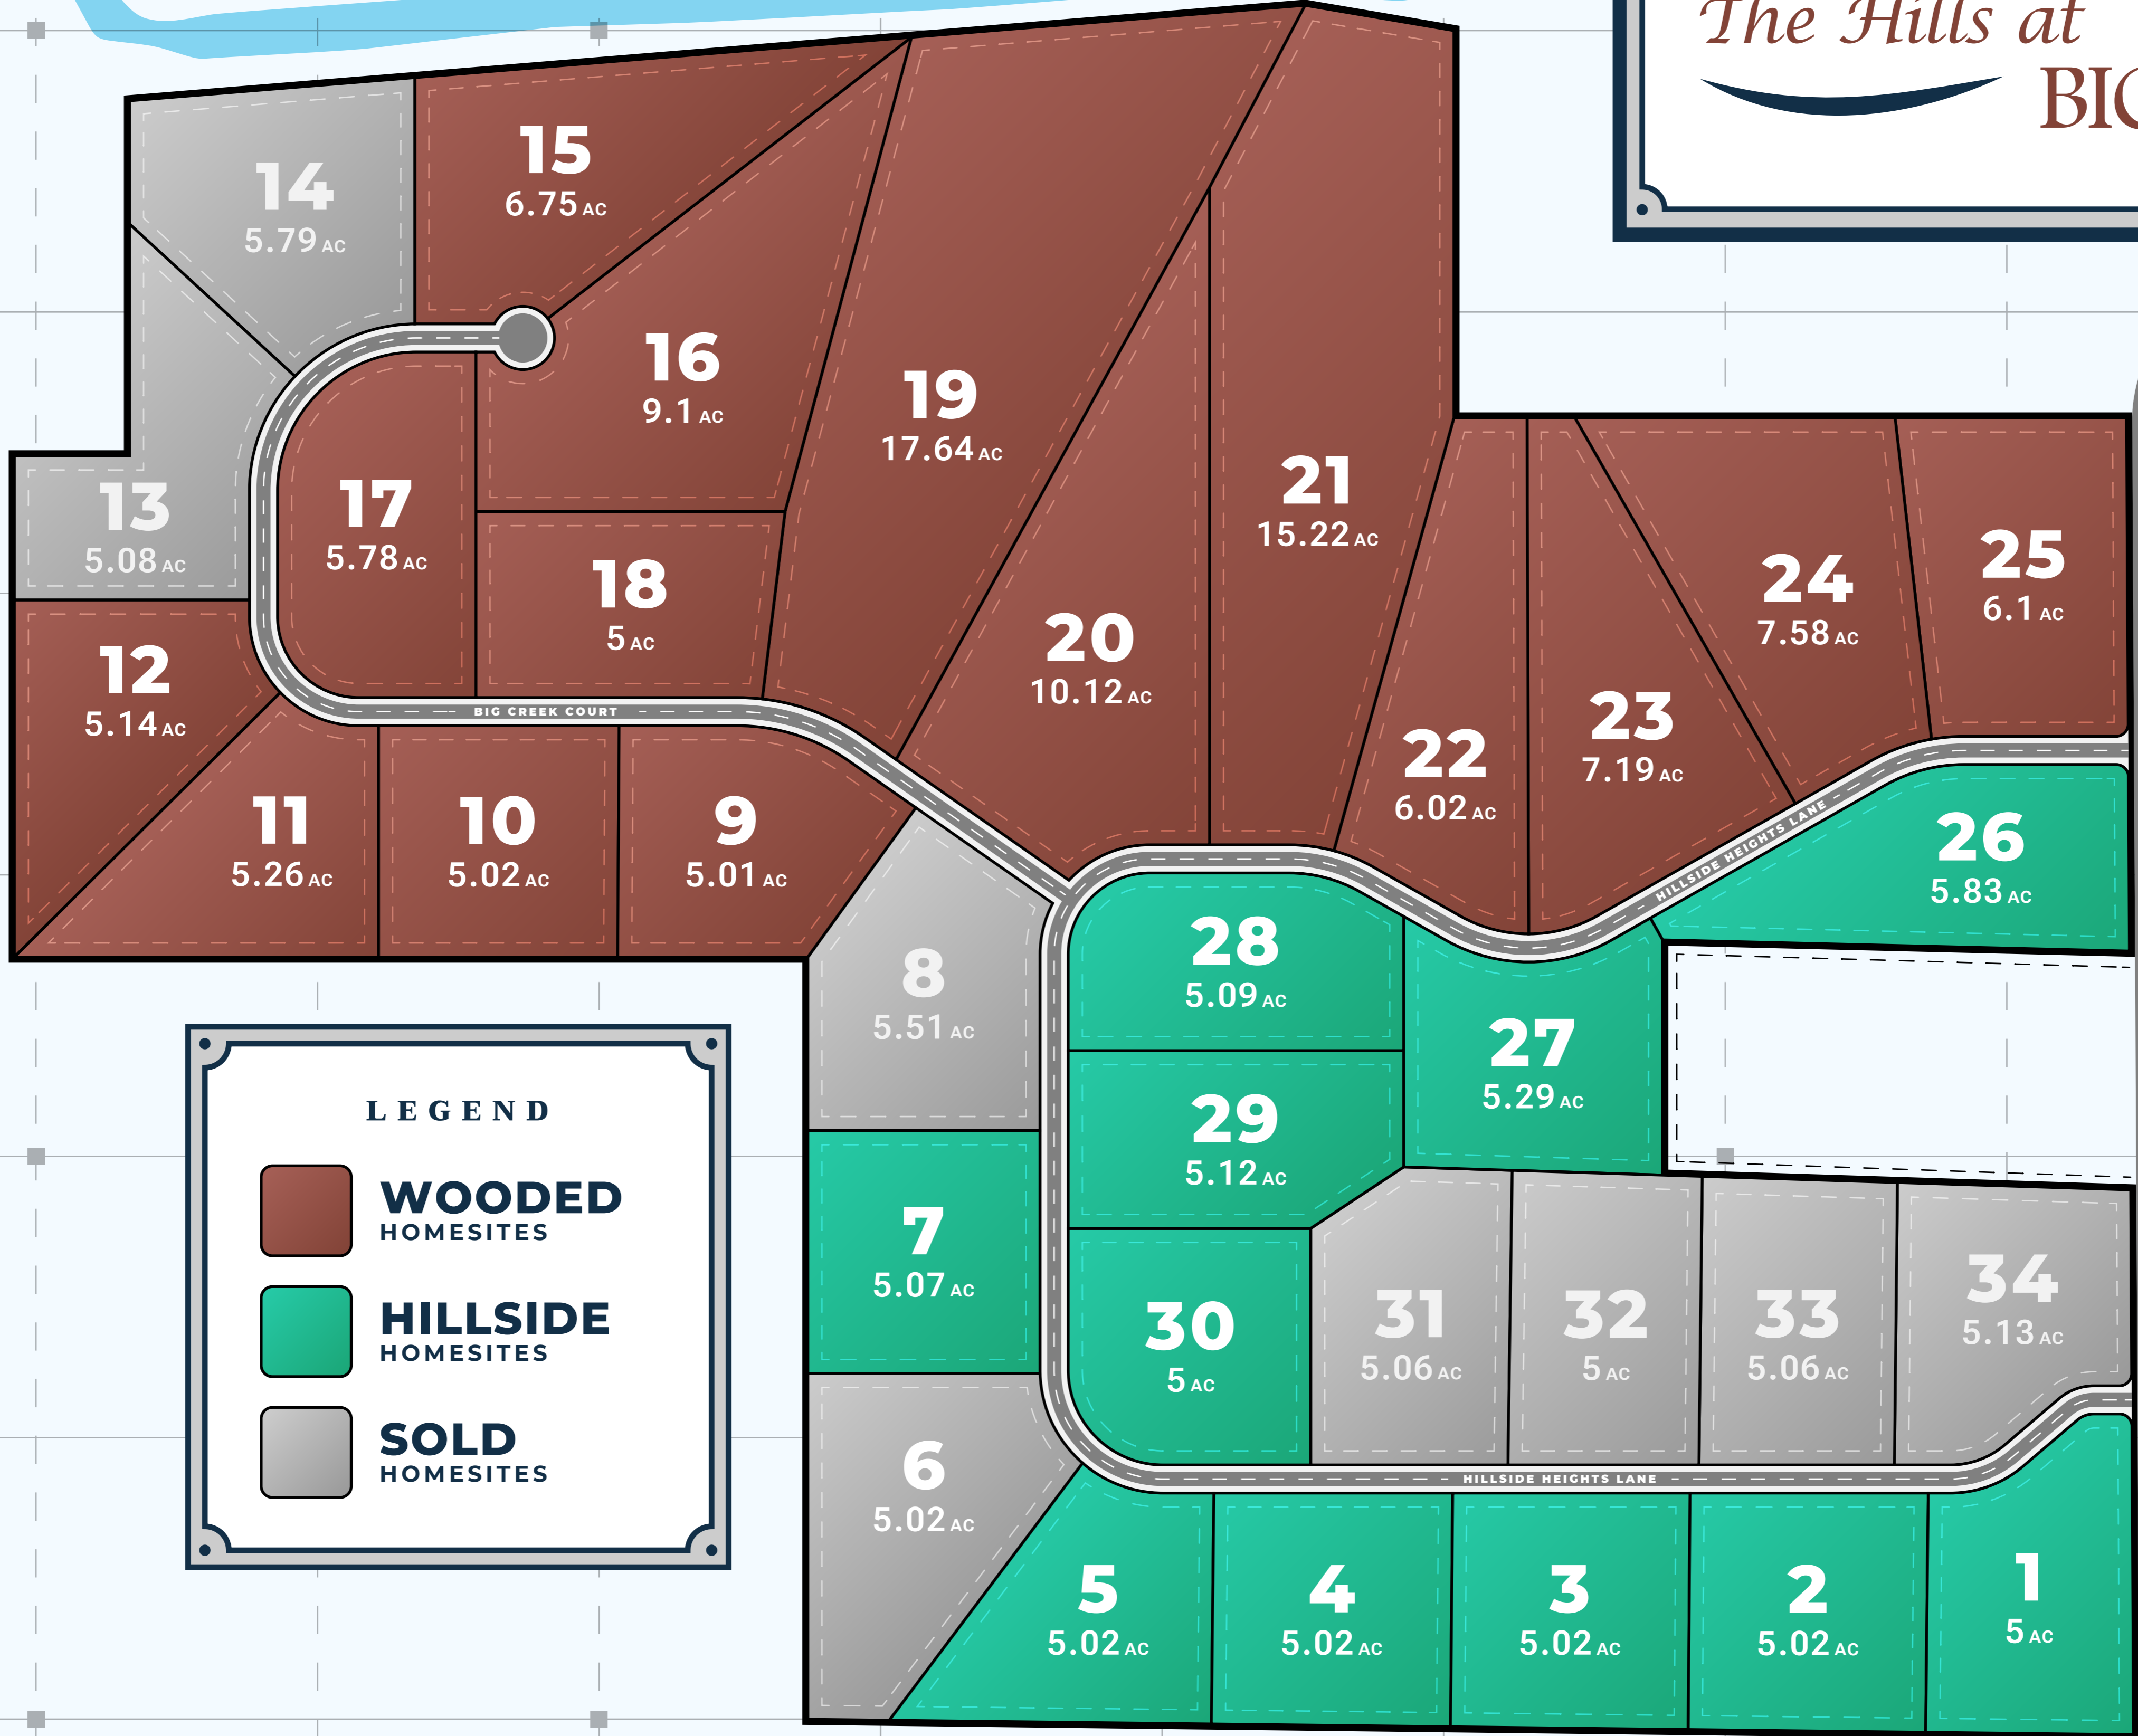 The Hills at
14
5.79 AC
15
6.75 AC
16
9.1 AC
19
17.64 AC
21
15.22 AC
13
5.08 AC
17
5.78 AC
18
5 AC
20
10.12 AC
24
7.58 AC
25
6.1 AC
12
5.14 AC
BIG CREEK COURT
22
6.02 AC
23
7.19 AC
HILLSIDE HEIGHTS LANE
26
5.83 AC
11
5.26 AC
10
5.02 AC
9
5.01 AC
8
5.51 AC
28
5.09 AC
27
5.29 AC
29
5.12 AC
7
5.07 AC
30
5 AC
31
5.06 AC
32
5 AC
33
5.06 AC
34
5.13 AC
6
5.02 AC
HILLSIDE HEIGHTS LANE
5
5.02 AC
4
5.02 AC
3
5.02 AC
2
5.02 AC
1
5 AC
LEGEND
WOODED
HOMESITES
HILLSIDE
HOMESITES
SOLD
HOMESITES